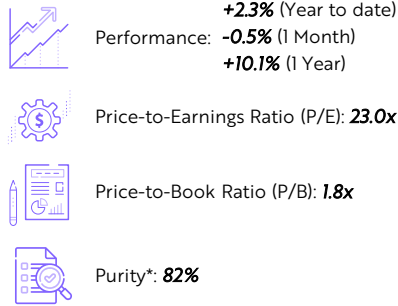 +2.3% (Year to date)
Performance: -0.5% (1 Month)
+10.1% (1 Year)
$
Price-to-Earnings Ratio (P/E): 23.0x
Price-to-Book Ratio (P/B): 1.8x
Purity*: 82%